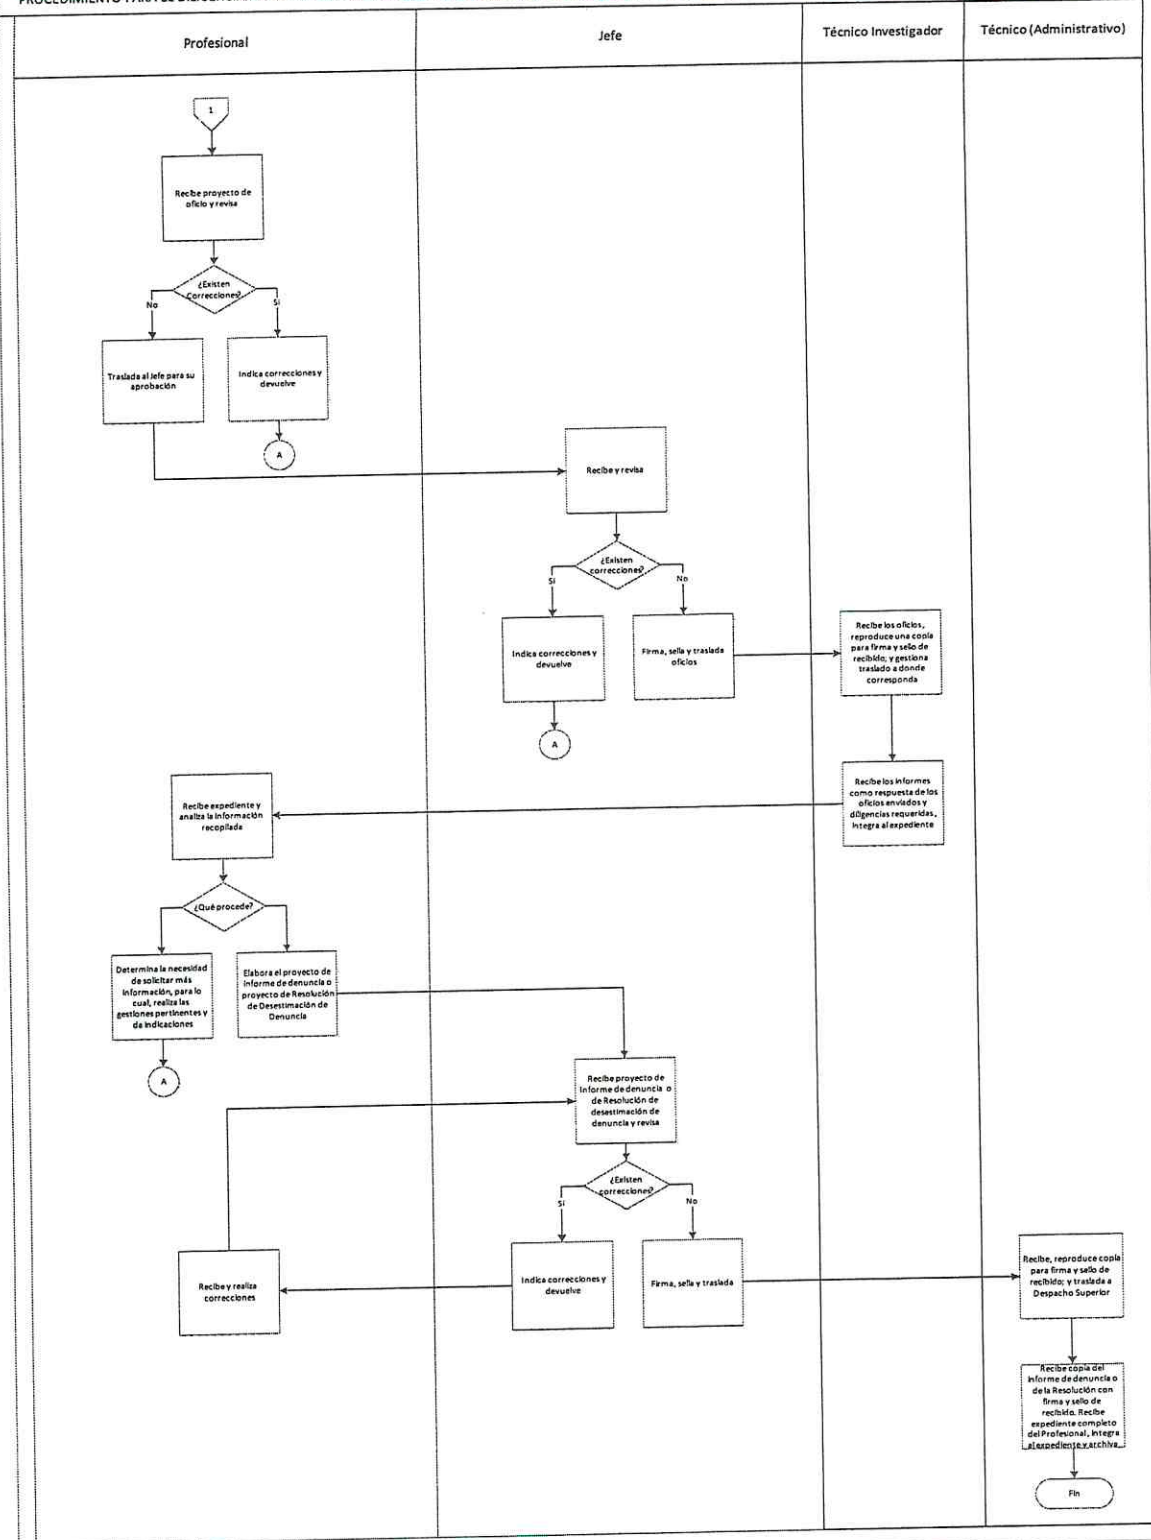 Profesional
Jefe
Técnico Investigador
Técnico (Administrativo)
1
Recibe proyecto de
oficio y revisa
¿Existen
Correcciones?
No
Si
Traslada al Jefe para su
aprobación
Indica correcciones y
devuelve
A
Recibe y revisa
¿Existen
correcciones?
Si
No
Indica correcciones y
devuelve
Firma, sella y traslada
oficios
Recibe los oficios,
reproduce una copia
para firma y sello de
recibido; y gestiona
traslado a donde
corresponda
A
Recibe los informes
como respuesta de los
oficios enviados y
diligencias requeridas,
integra al expediente
Recibe expediente y
analiza la información
recopilada
¿Qué procede?
Determina la necesidad
de solicitar más
información, para lo
cual, realiza las
gestiones pertinentes y
da indicaciones
Elabora el proyecto de
informe de denuncia o
proyecto de Resolución
de Desestimación de
Denuncia
A
Recibe proyecto de
informe de denuncia o
de Resolución de
desestimación de
denuncia y revisa
¿Existen
correcciones?
Sí
No
Recibe y realiza
correcciones
Indica correcciones y
devuelve
Firma, sella y traslada
Recibe, reproduce copia
para firma y sello de
recibido; y traslada a
Despacho Superior
Recibe copia del
informe de denuncia o
de la Resolución con
firma y sello de
recibido. Recibe
expediente completo
del Profesional, integra
al expediente y archiva
Fin